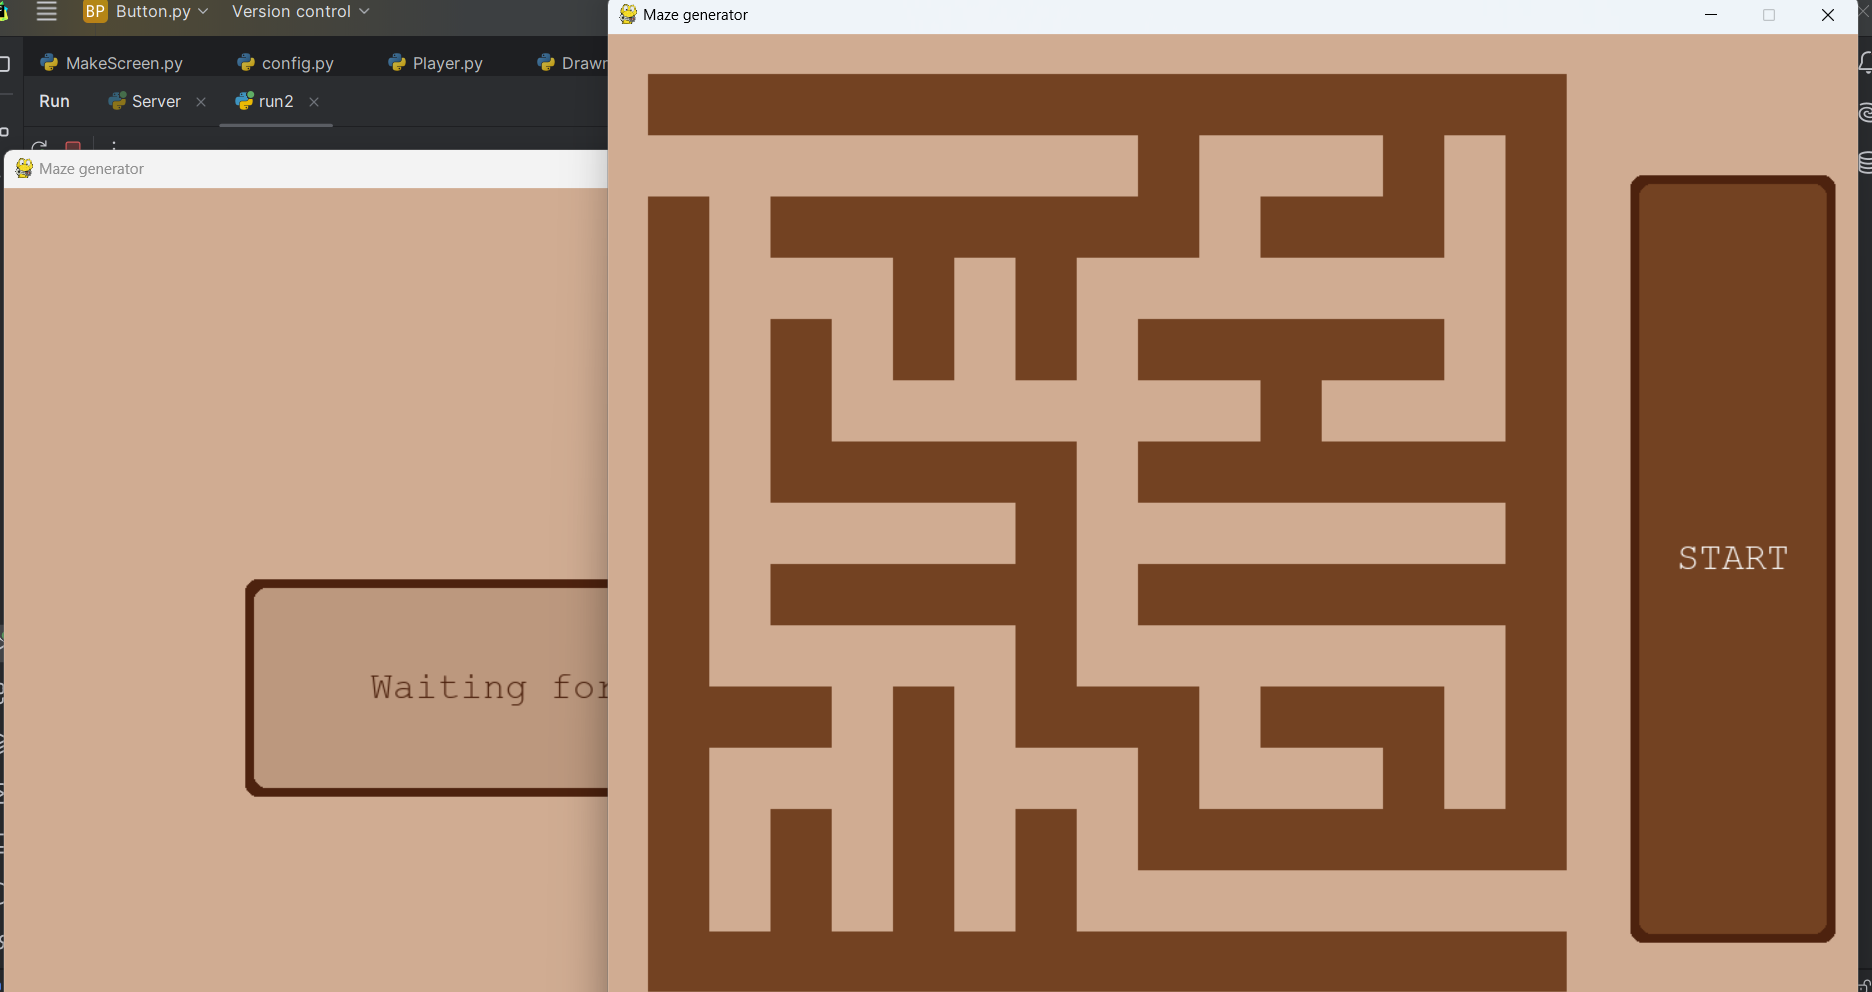 BP Button.py Version control
MakeScreen.py config.py Player.py
Run Server run2
Maze generator
Waiting for
Maze generator
START